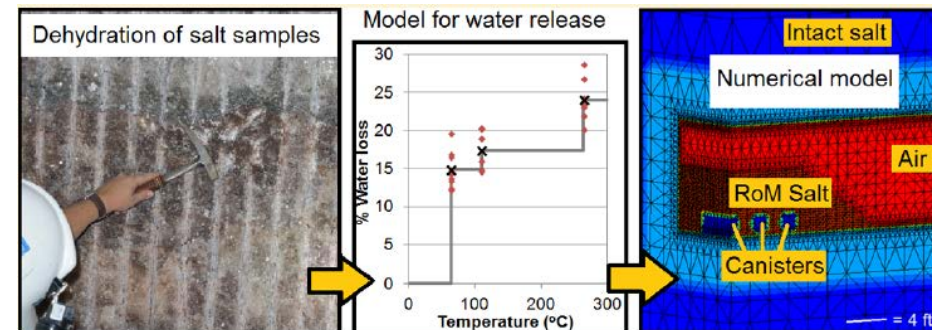 Dehydration of salt samples
Model for water release
% Water loss
30
25
20
15
10
5
0
0 100 200 300
Temperature (°C)
Intact salt
Numerical model
Air
RoM Salt
Canisters
= 4 ft